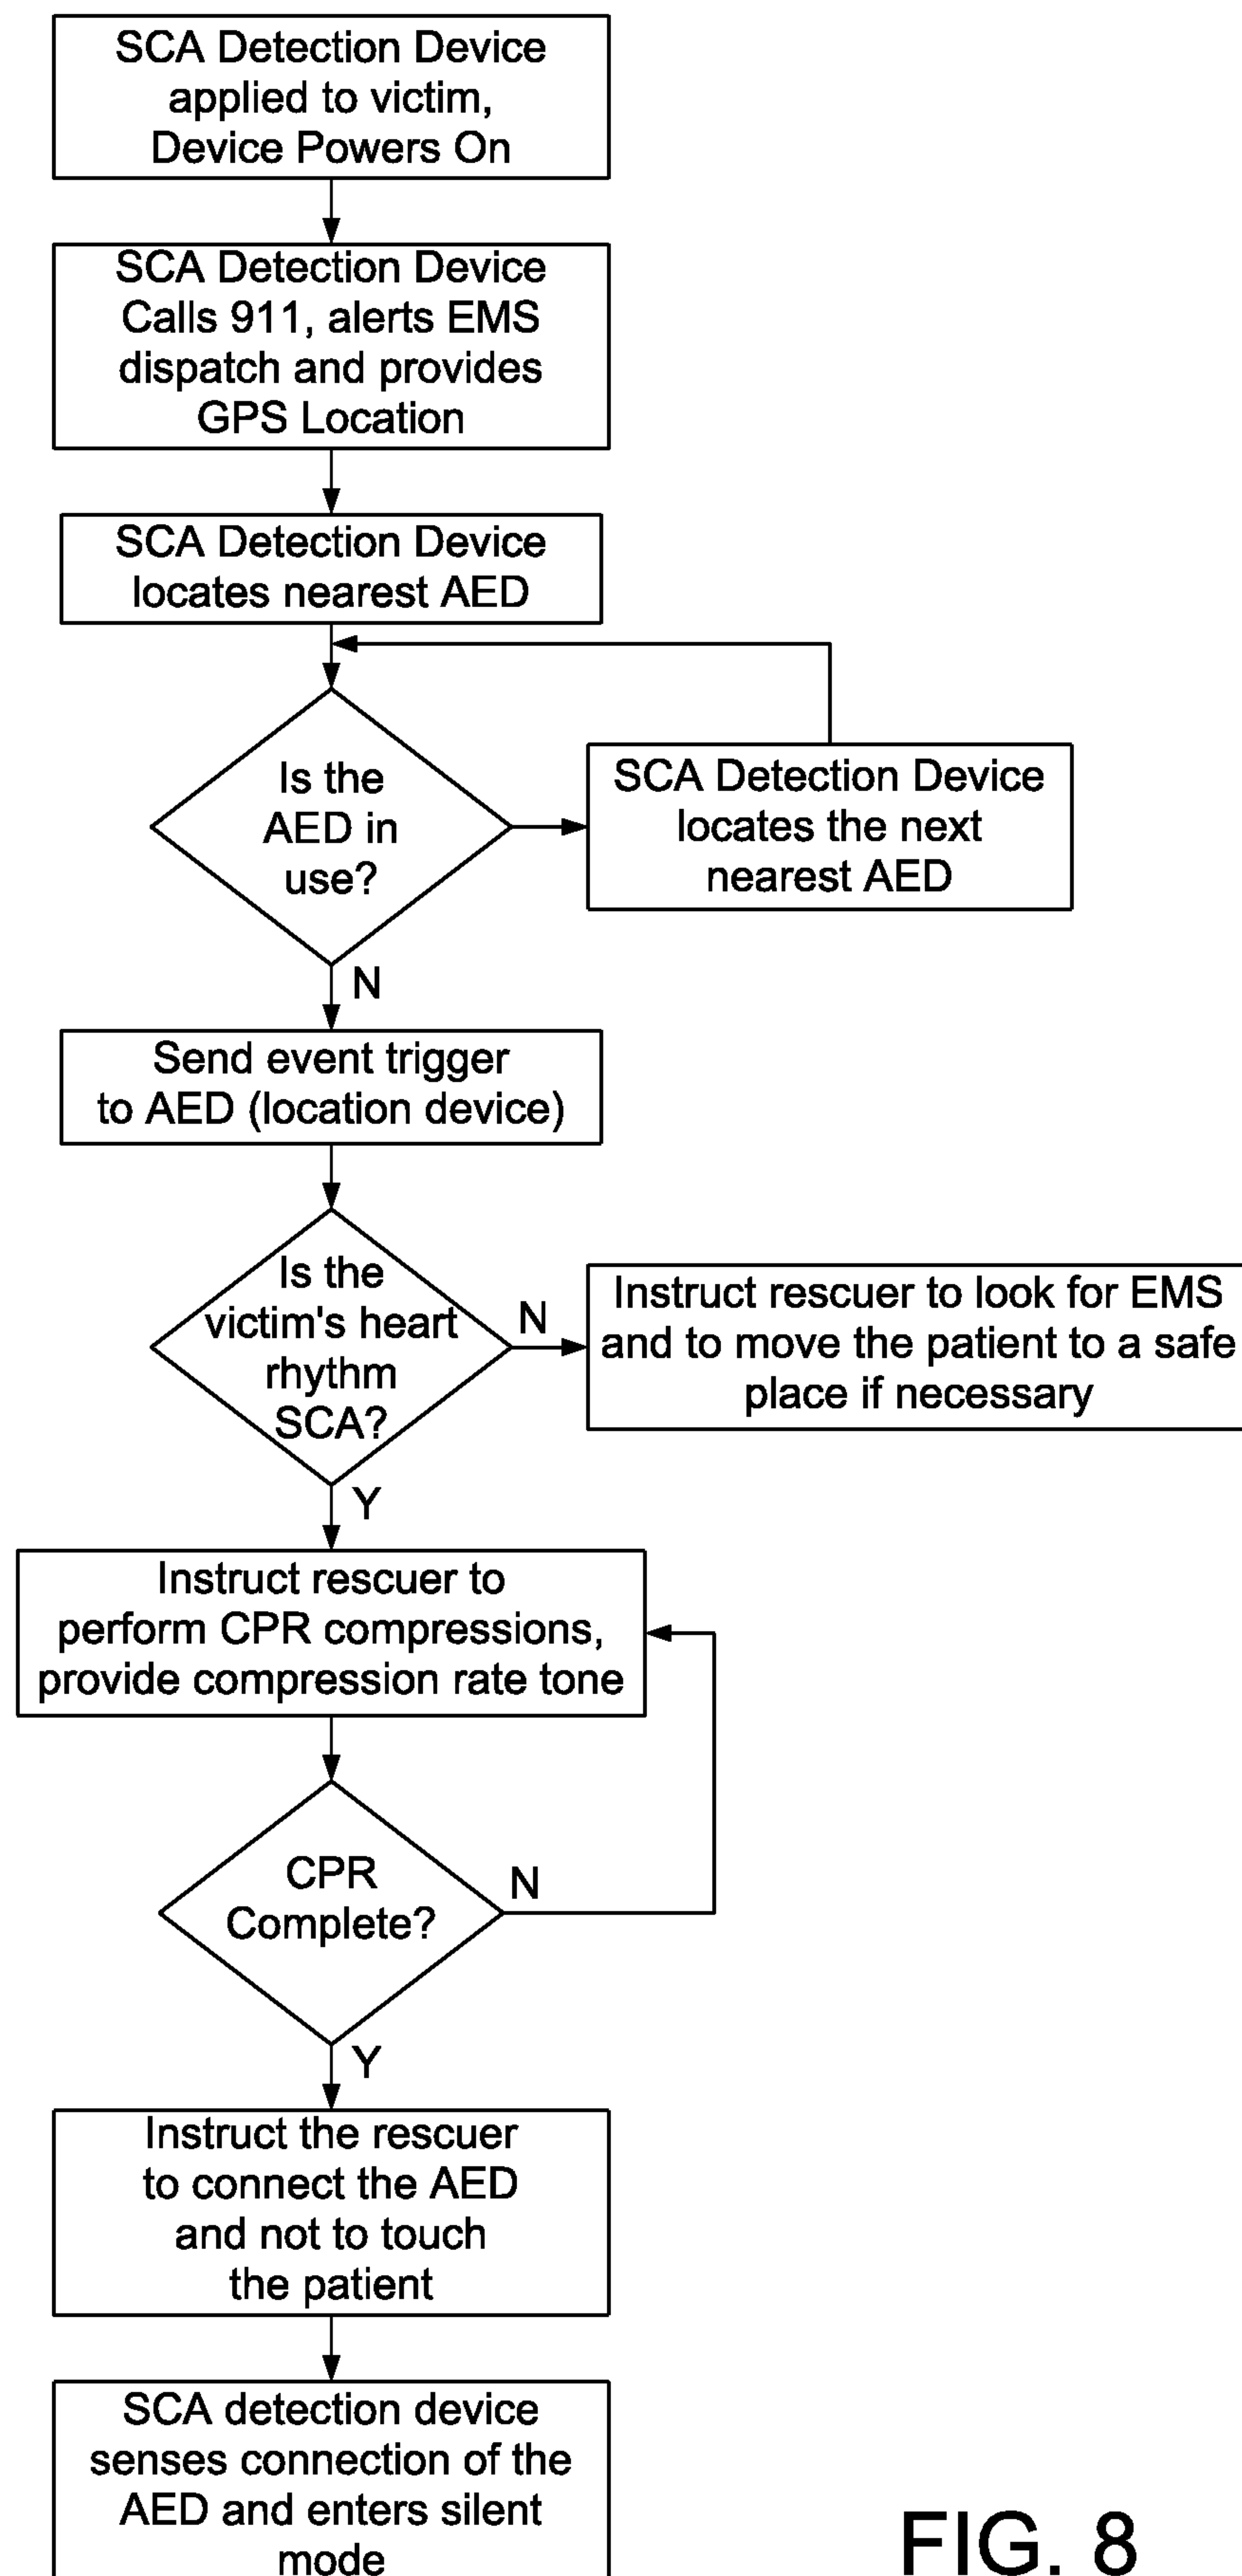 SCA Detection Device
applied to victim,
Device Powers On
SCA Detection Device
Calls 911, alerts EMS
dispatch and provides
GPS Location
SCA Detection Device
locates nearest AED
Is the
AED in
use?
SCA Detection Device
locates the next
nearest AED
N
Send event trigger
to AED (location device)
Is the
victim's heart
rhythm
SCA?
N
Instruct rescuer to look for EMS
and to move the patient to a safe
place if necessary
Y
Instruct rescuer to
perform CPR compressions,
provide compression rate tone
CPR
Complete?
N
Y
Instruct the rescuer
to connect the AED
and not to touch
the patient
SCA detection device
senses connection of the
AED and enters silent
mode
FIG. 8